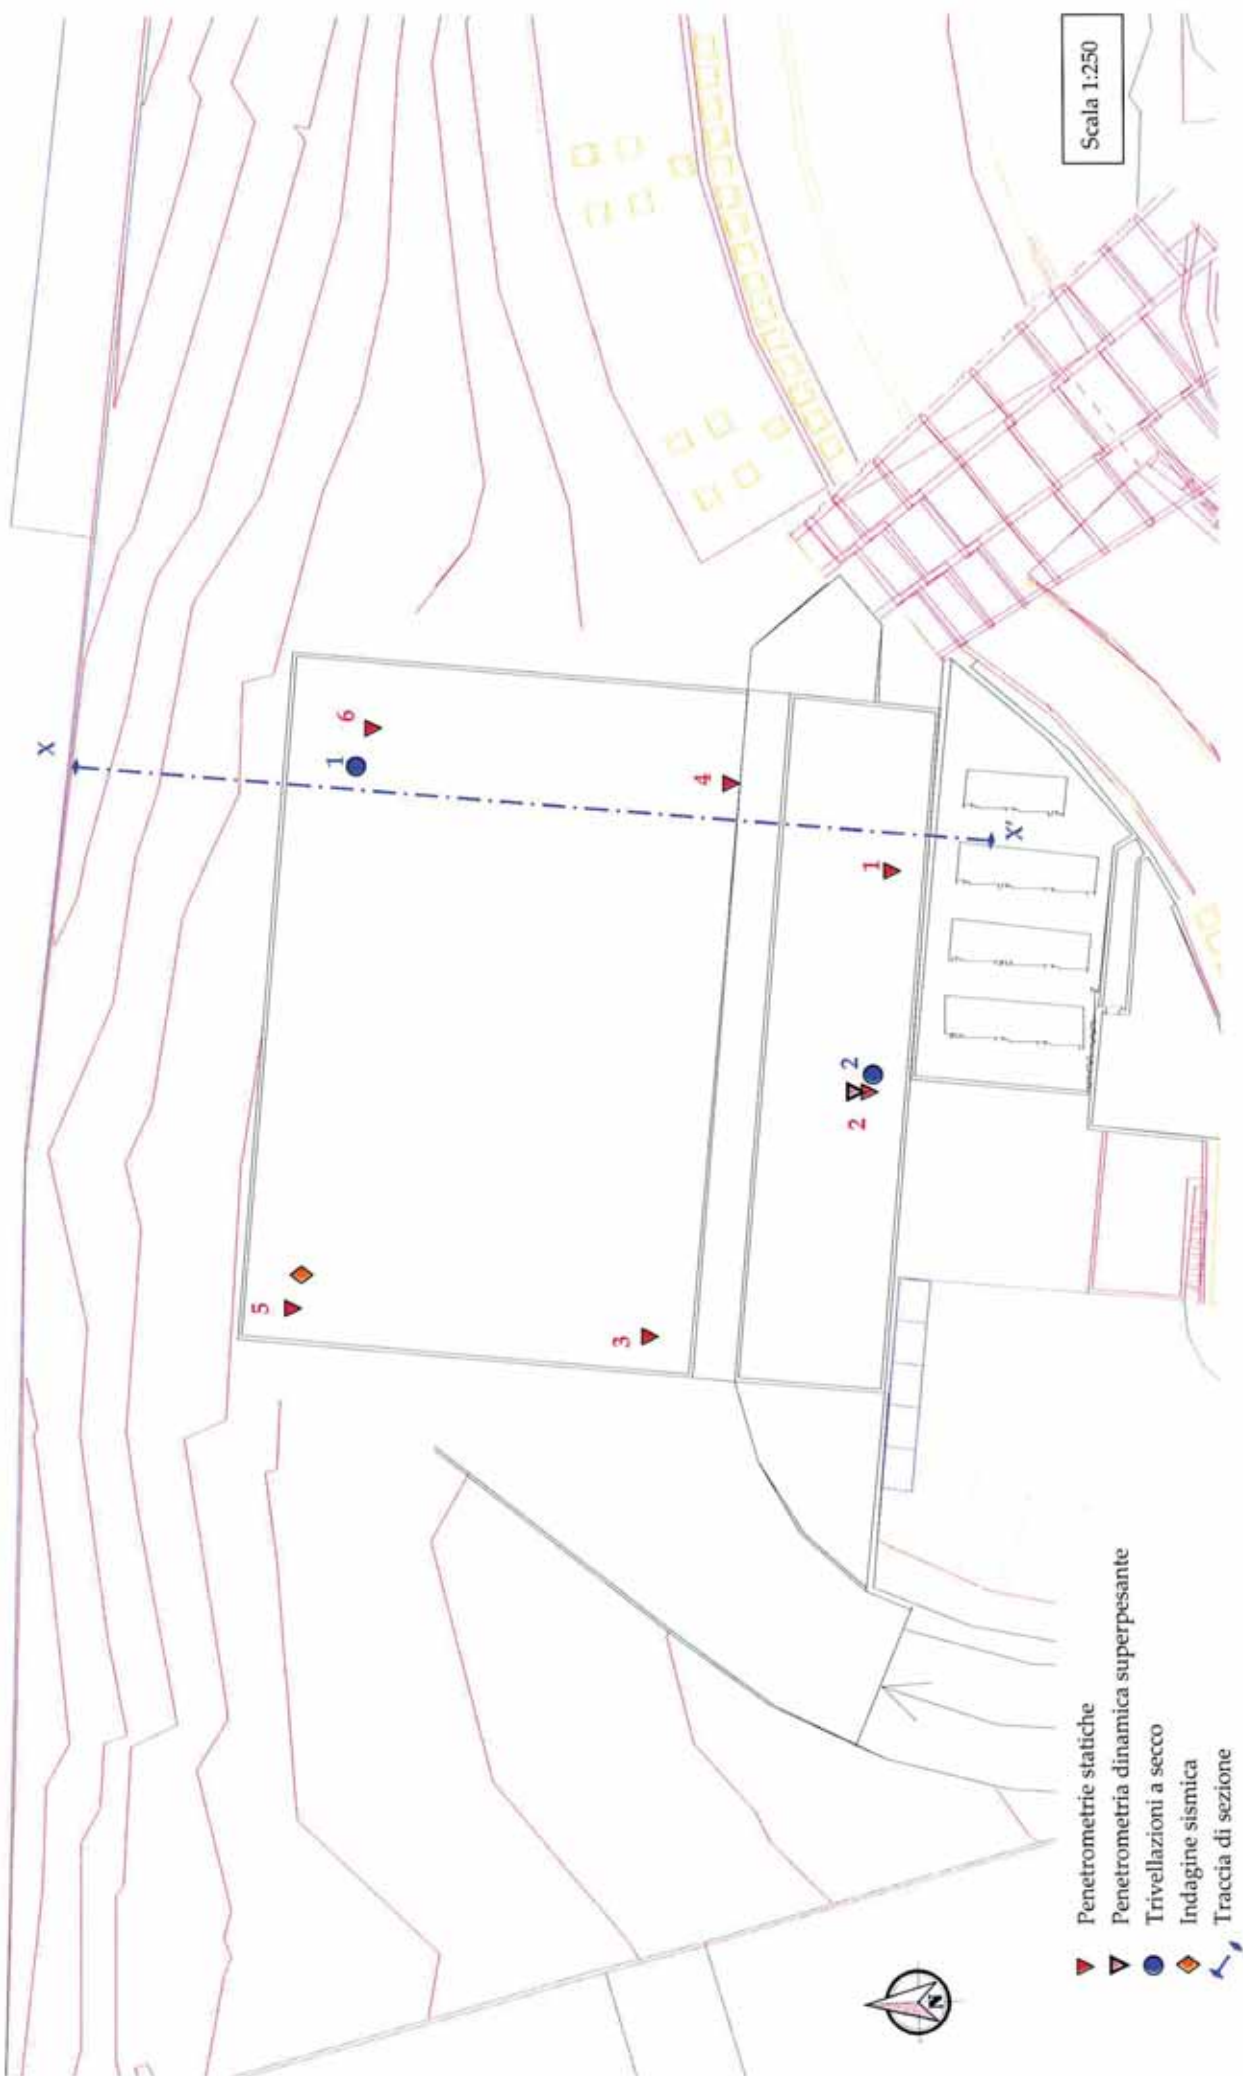 X
6
1
4
X'
1
2
2
5
3
Scala 1:250
N
Penetrometrie statiche
Penetrometria dinamica superpesante
Trivellazioni a secco
Indagine sismica
Traccia di sezione